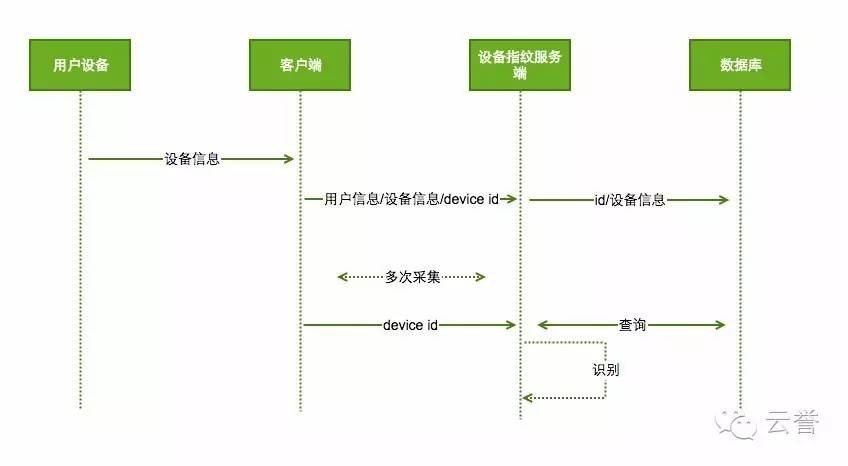 用户设备
客户端
设备指纹服务
端
数据库
设备信息
用户信息/设备信息/device id
id/设备信息
多次采集
device id
查询
识别
云誉